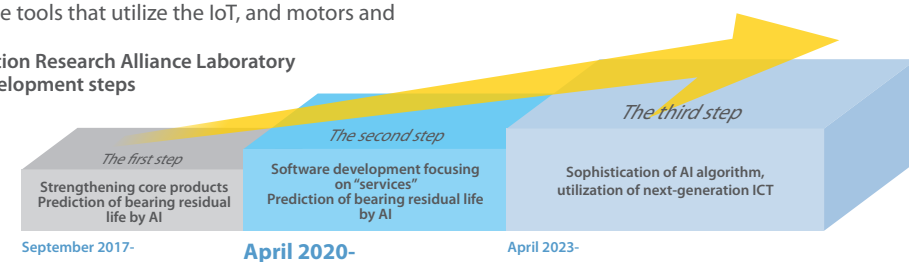 e tools that utilize the IoT, and motors and
tion Research Alliance Laboratory
velopment steps
The first step
Strengthening core products
Prediction of bearing residual
life by AI
September 2017-
The second step
Software development focusing
on "services"
Prediction of bearing residual life
by AI
April 2020-
The third step
Sophistication of AI algorithm,
utilization of next-generation ICT
April 2023-